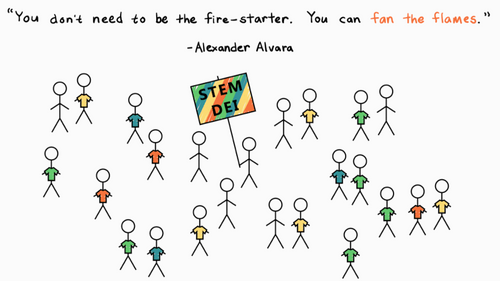 "You don't need to be the fire-starter. You can fan the flames."
-Alexander Alvara
STEM
DEI